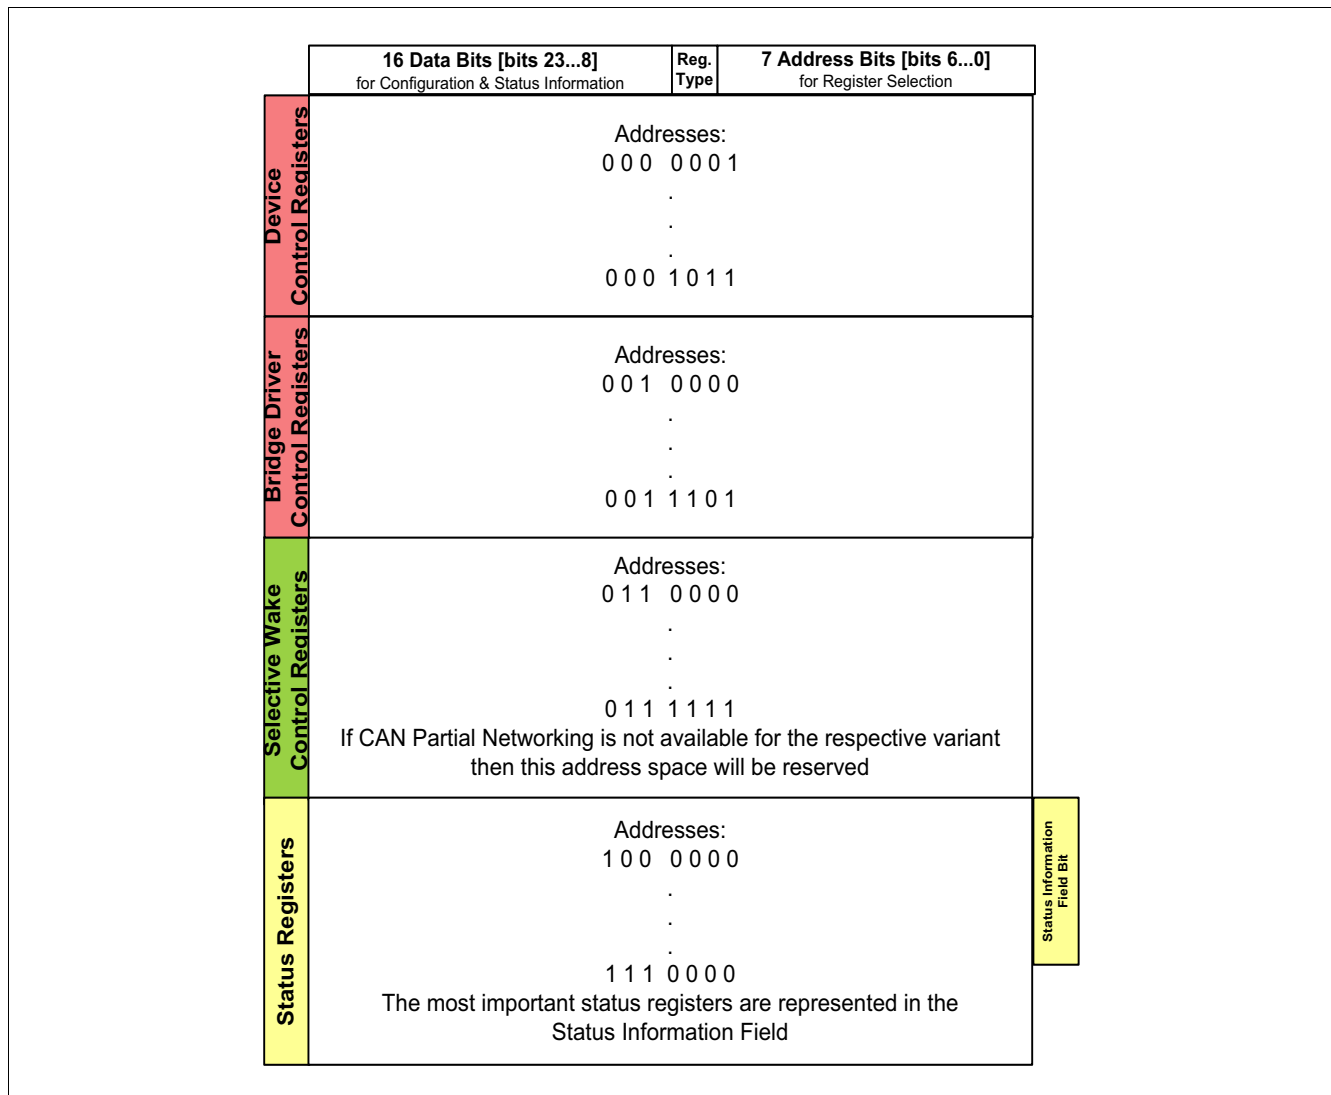 16 Data Bits [bits 23...8]
for Configuration & Status Information
Reg.
Type
7 Address Bits [bits 6...0]
for Register Selection
Device
Control Registers
Addresses:
0 0 0 0 0 0 1
.
.
.
0 0 0 1 0 1 1
Bridge Driver
Control Registers
Addresses:
0 0 1 0 0 0 0
.
.
.
0 0 1 1 1 0 1
Selective Wake
Control Registers
Addresses:
0 1 1 0 0 0 0
.
.
.
0 1 1 1 1 1 1
If CAN Partial Networking is not available for the respective variant
then this address space will be reserved
Status Registers
Addresses:
1 0 0 0 0 0 0
.
.
.
1 1 1 0 0 0 0
The most important status registers are represented in the
Status Information Field
Status Information
Field Bit